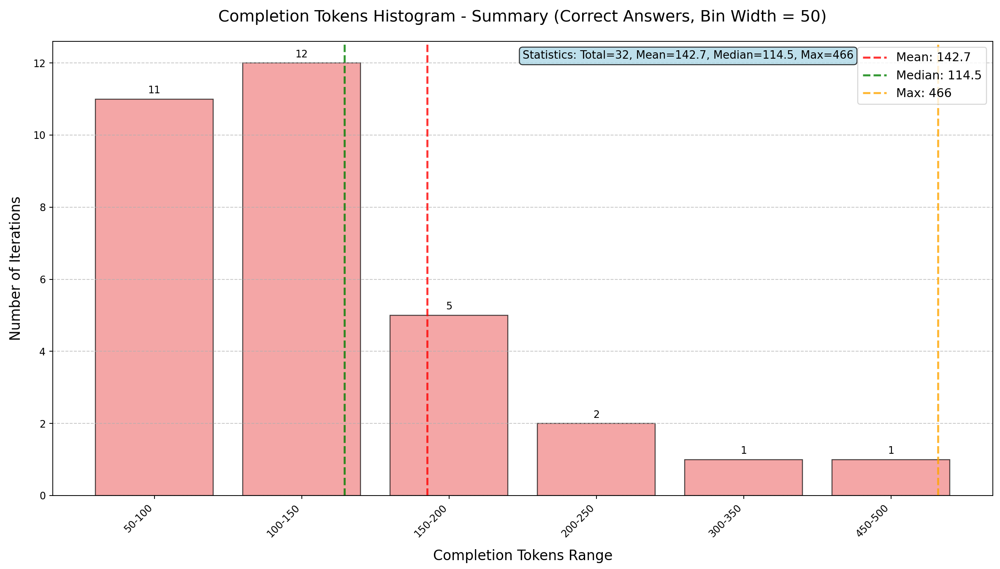 Completion Tokens Histogram - Summary (Correct Answers, Bin Width = 50)
Statistics: Total=32, Mean=142.7, Median=114.5, Max=466
Mean: 142.7
Median: 114.5
Max: 466
Number of Iterations
12
10
8
6
4
2
0
11
12
5
2
1
1
50-100
100-150
150-200
200-250
300-350
450-500
Completion Tokens Range